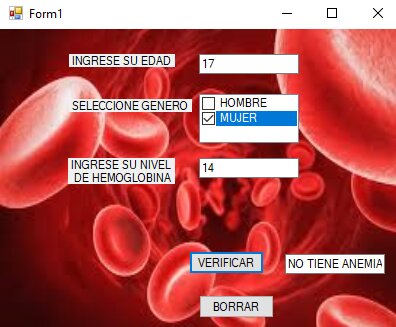 Form1
INGRESE SU EDAD
17
SELECCIONE GENERO
HOMBRE
MUJER
INGRESE SU NIVEL
DE HEMOGLOBINA
14
VERIFICAR
NO TIENE ANEMIA
BORRAR